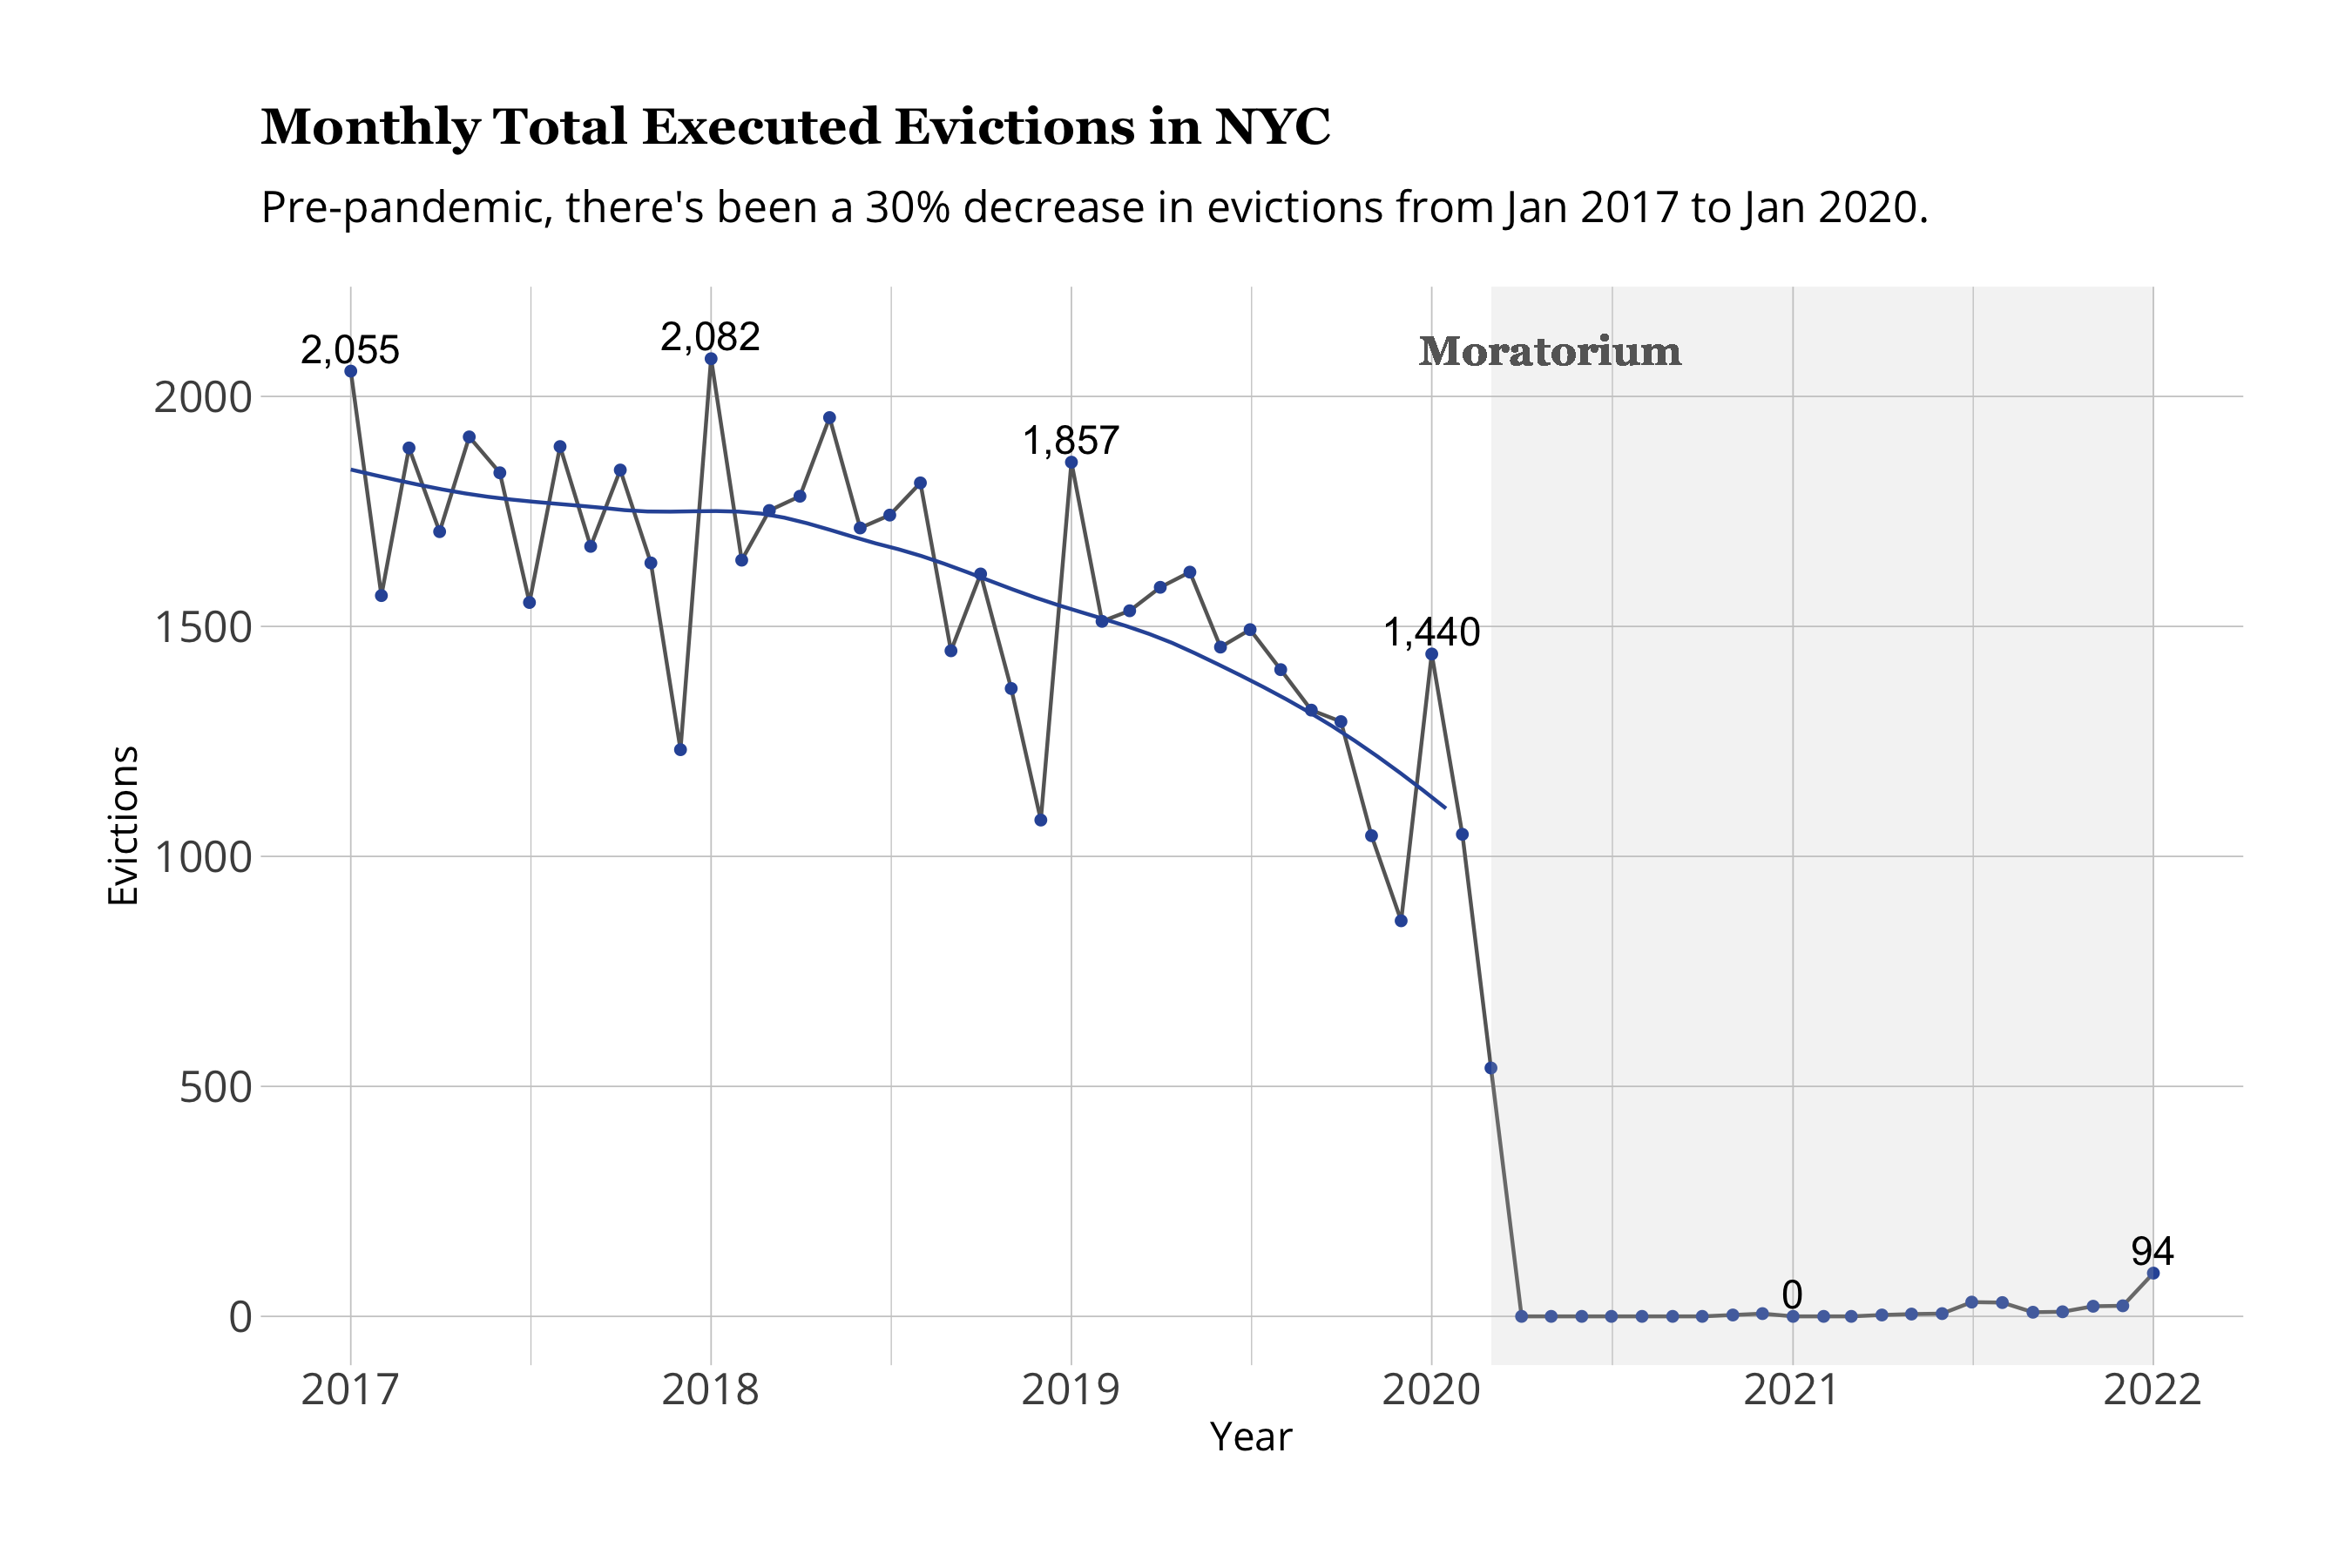 Monthly Total Executed Evictions in NYC
Pre-pandemic, there's been a 30% decrease in evictions from Jan 2017 to Jan 2020.
2,055
2,082
Moratorium
2000
1,857
1500
1,440
Evictions
1000
500
94
0
0
2017 2018 2019 2020 2021 2022
Year